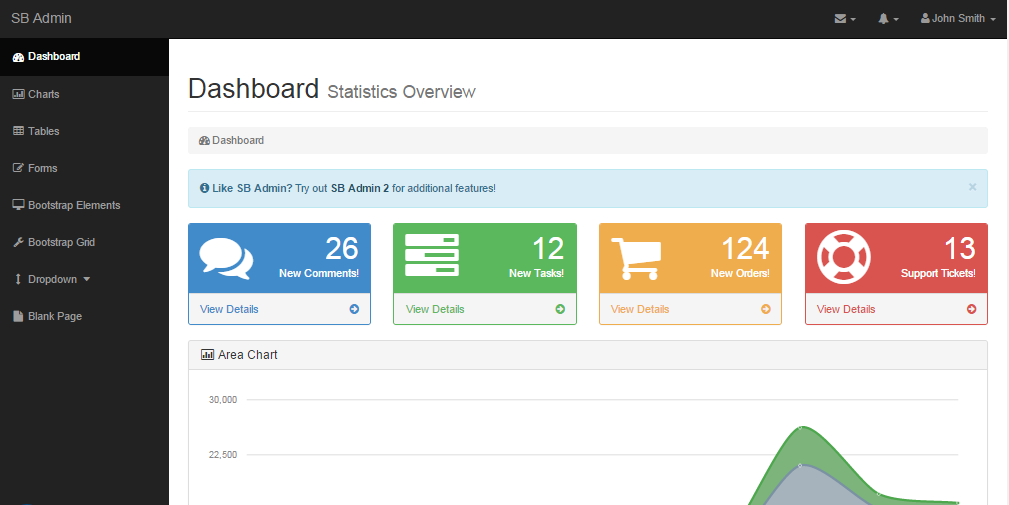 SB Admin
John Smith
Dashboard
Charts
Tables
Forms
Bootstrap Elements
Bootstrap Grid
Dropdown
Blank Page
Dashboard Statistics Overview
Dashboard
Like SB Admin? Try out SB Admin 2 for additional features!
×
26
New Comments!
View Details
12
New Tasks!
View Details
124
New Orders!
View Details
13
Support Tickets!
View Details
Area Chart
30,000
22,500